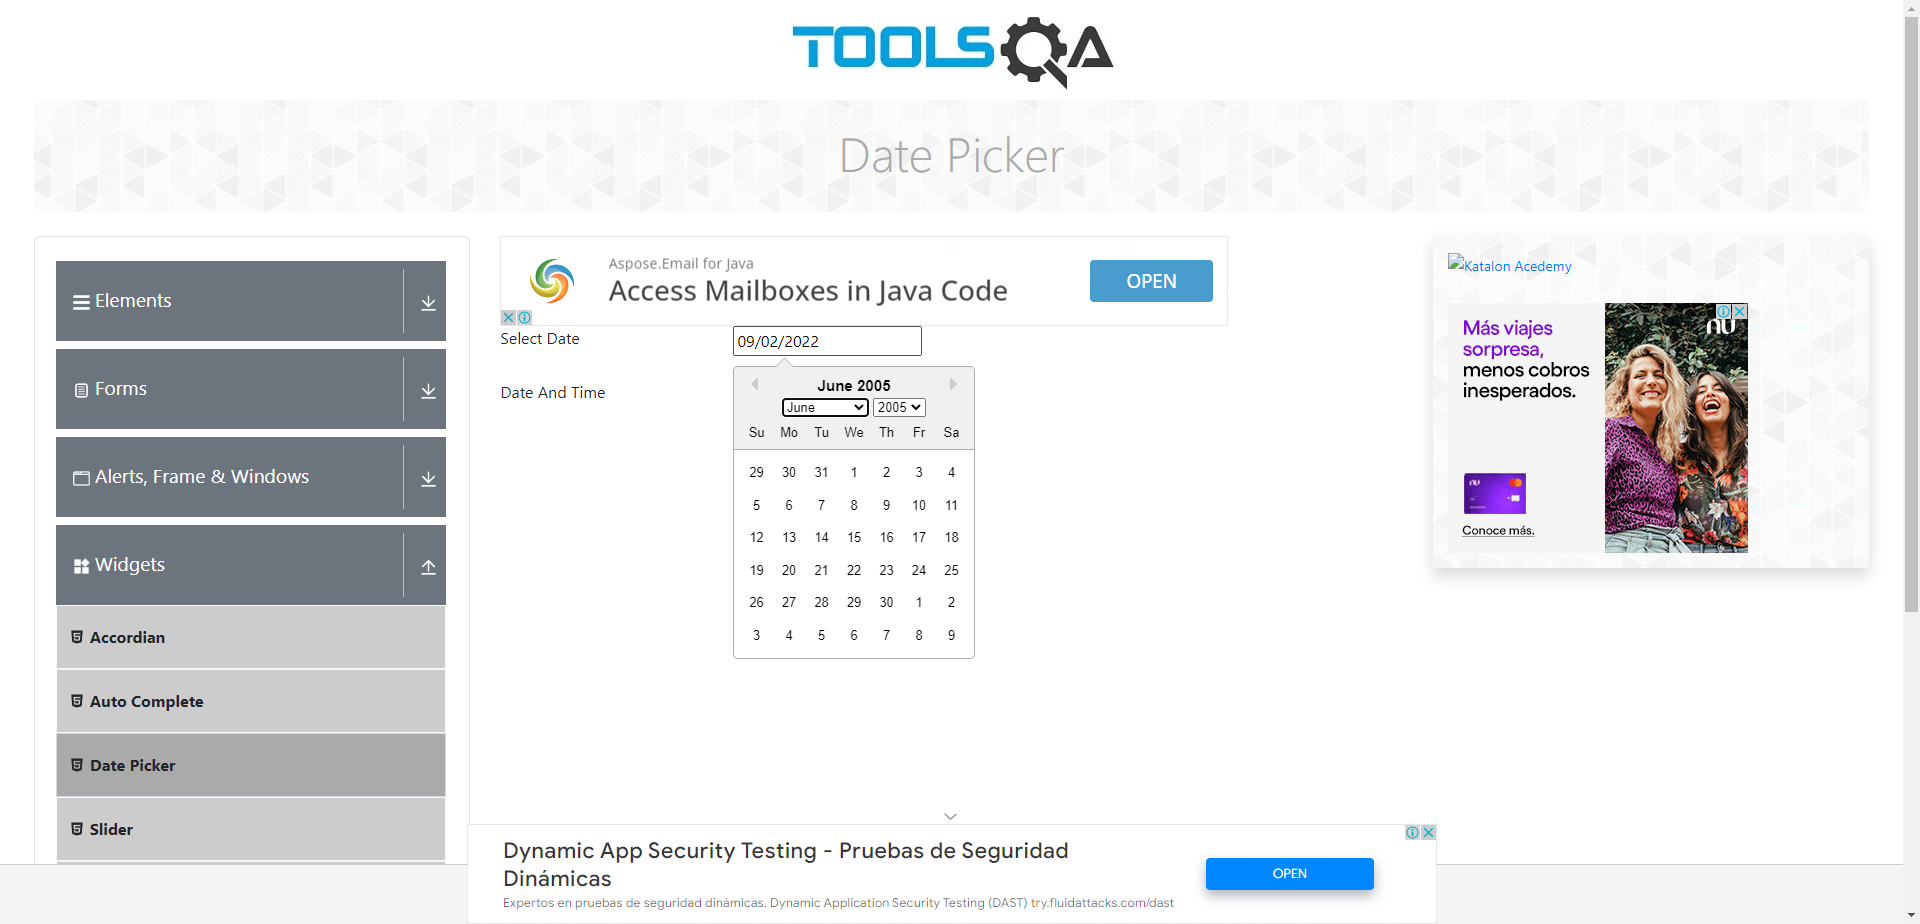 TOOLSQA
Date Picker
Elements
Forms
Alerts, Frame & Windows
Widgets
Accordian
Auto Complete
Date Picker
Slider
Aspose.Email for Java
Access Mailboxes in Java Code
OPEN
Select Date
09/02/2022
Date And Time
June 2005
June 2005
Su Mo Tu We Th Fr Sa
29 30 31 1 2 3 4
5 6 7 8 9 10 11
12 13 14 15 16 17 18
19 20 21 22 23 24 25
26 27 28 29 30 1 2
3 4 5 6 7 8 9
Katalon Acedemy
Más viajes
sorpresa,
menos cobros
inesperados.
nu
nu
Conoce más.
Dynamic App Security Testing - Pruebas de Seguridad
Dinámicas
Expertos en pruebas de seguridad dinámicas. Dynamic Application Security Testing (DAST) try.fluidattacks.com/dast
OPEN